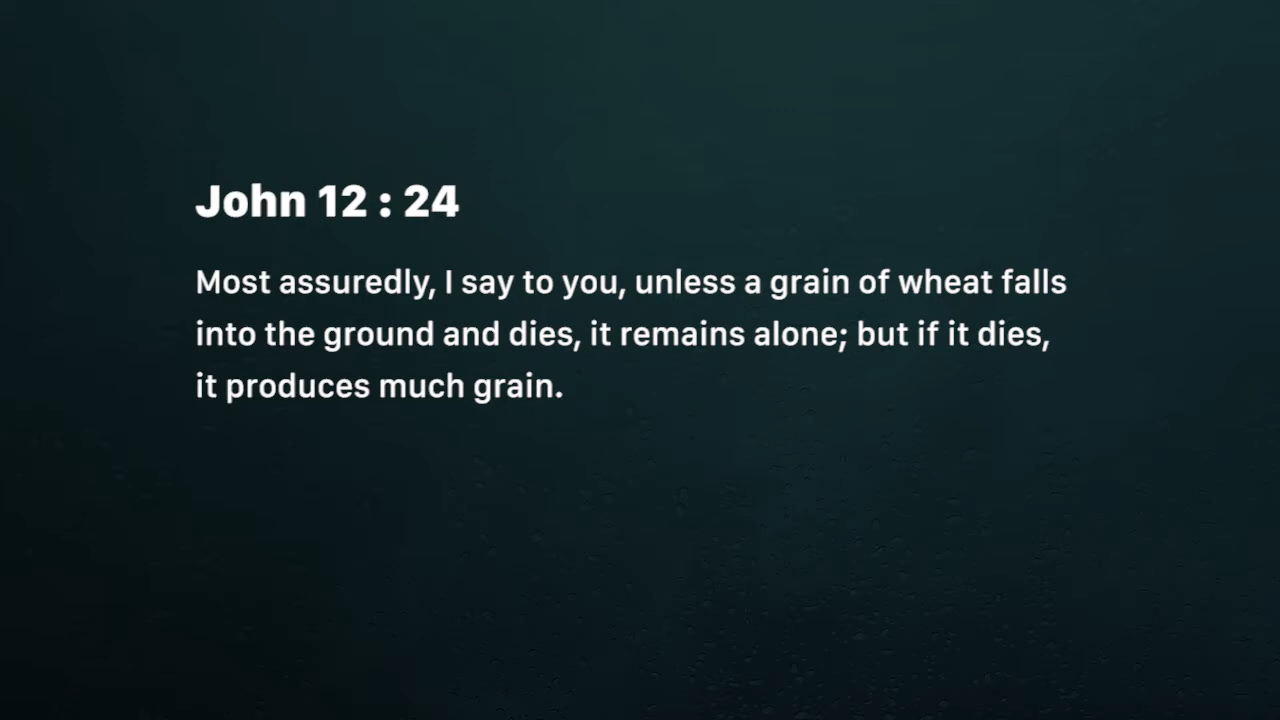 John 12 : 24
Most assuredly, I say to you, unless a grain of wheat falls
into the ground and dies, it remains alone; but if it dies,
it produces much grain.